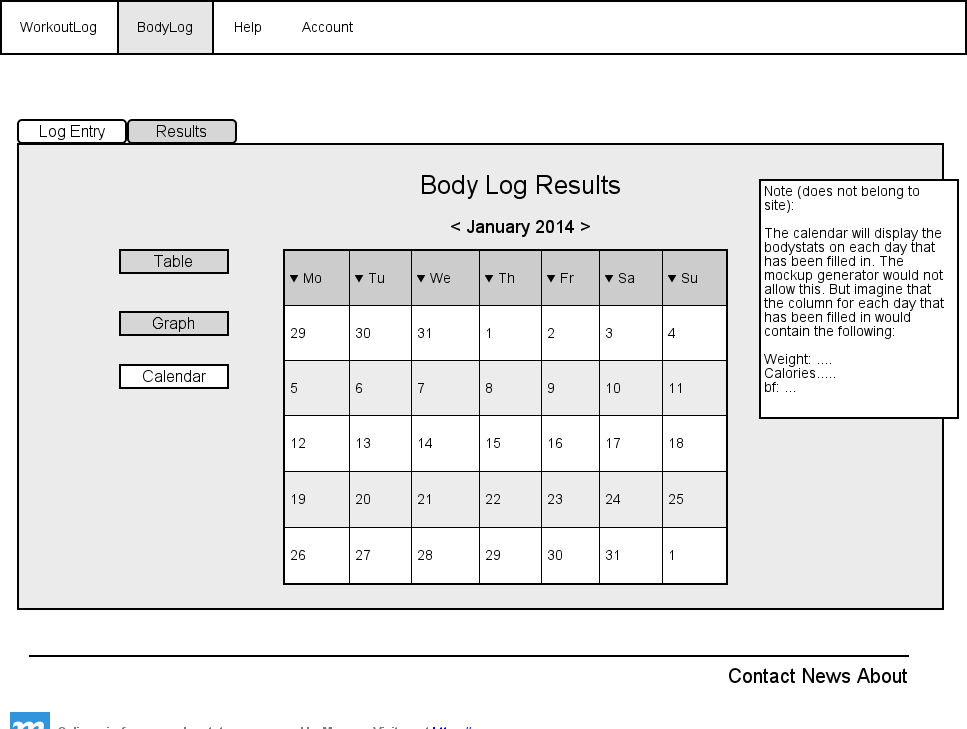 WorkoutLog BodyLog Help Account
Log Entry Results
Body Log Results
< January 2014 >
Table
Graph
Calendar
▼ Mo ▼ Tu ▼ We ▼ Th ▼ Fr ▼ Sa ▼ Su
29 30 31 1 2 3 4
5 6 7 8 9 10 11
12 13 14 15 16 17 18
19 20 21 22 23 24 25
26 27 28 29 30 31 1
Note (does not belong to
site):
The calendar will display the
bodystats on each day that
has been filled in. The
mockup generator would not
allow this. But imagine that
the column for each day that
has been filled in would
contain the following:
Weight: ....
Calories.....
bf: ...
Contact News About
m